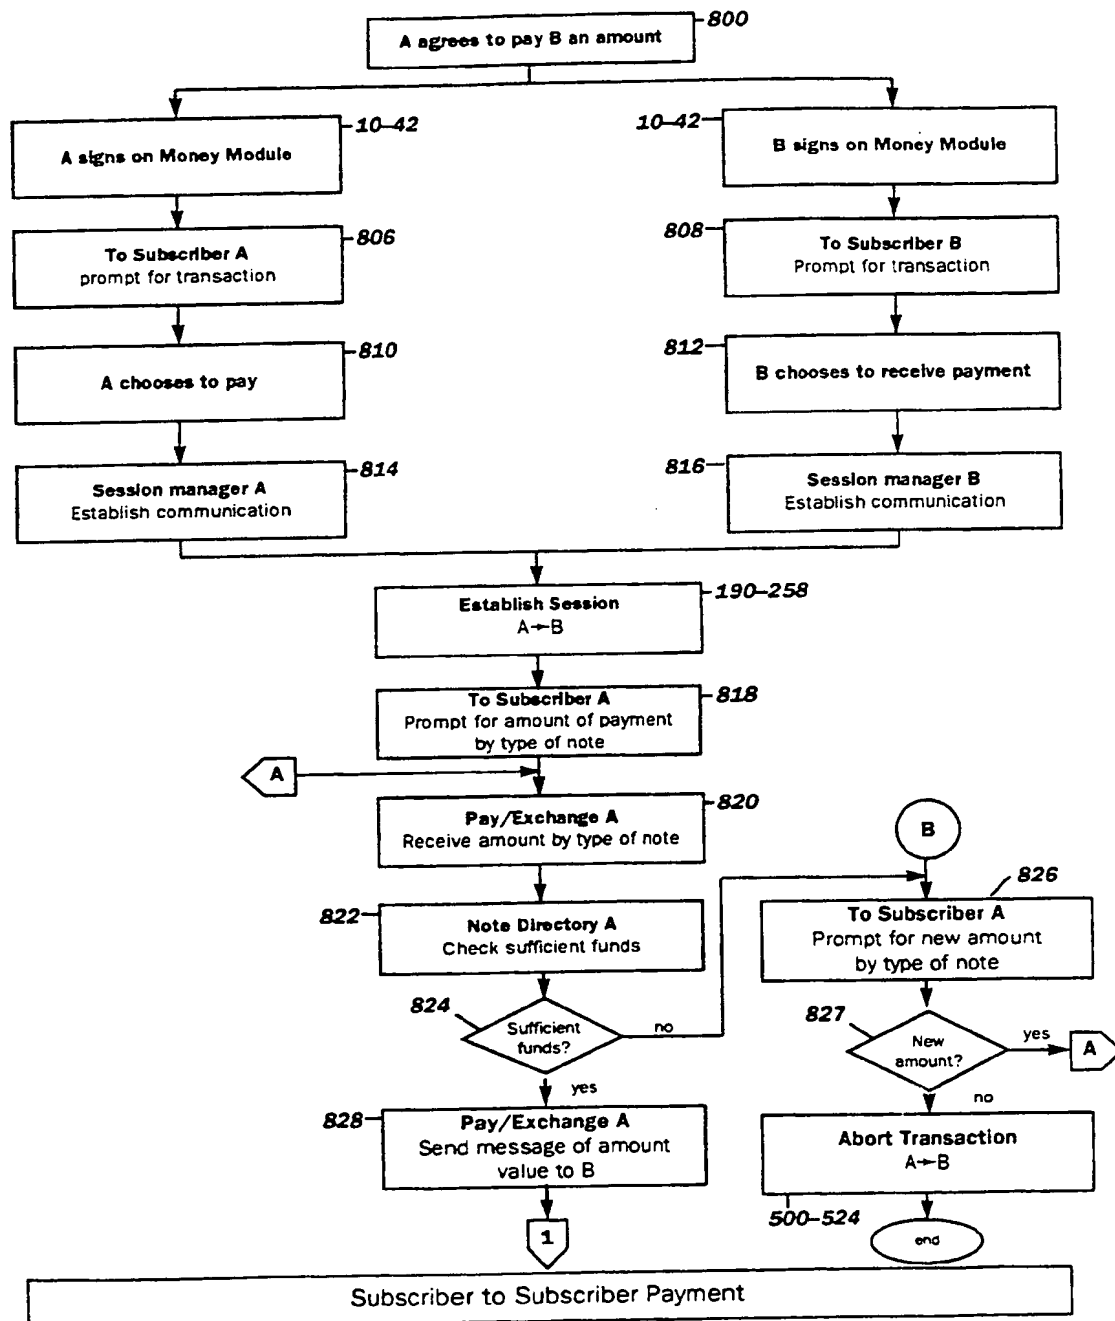 A agrees to pay B an amount
800
A signs on Money Module
10–42
B signs on Money Module
10–42
To Subscriber A
prompt for transaction
806
To Subscriber B
Prompt for transaction
808
A chooses to pay
810
B chooses to receive payment
812
Session manager A
Establish communication
814
Session manager B
Establish communication
816
Establish Session
A→B
190–258
To Subscriber A
Prompt for amount of payment
by type of note
818
A
Pay/Exchange A
Receive amount by type of note
820
Note Directory A
Check sufficient funds
822
Sufficient
funds?
824
no
yes
B
To Subscriber A
Prompt for new amount
by type of note
826
New
amount?
827
yes
A
no
Pay/Exchange A
Send message of amount
value to B
828
1
Abort Transaction
A→B
500–524
end
Subscriber to Subscriber Payment